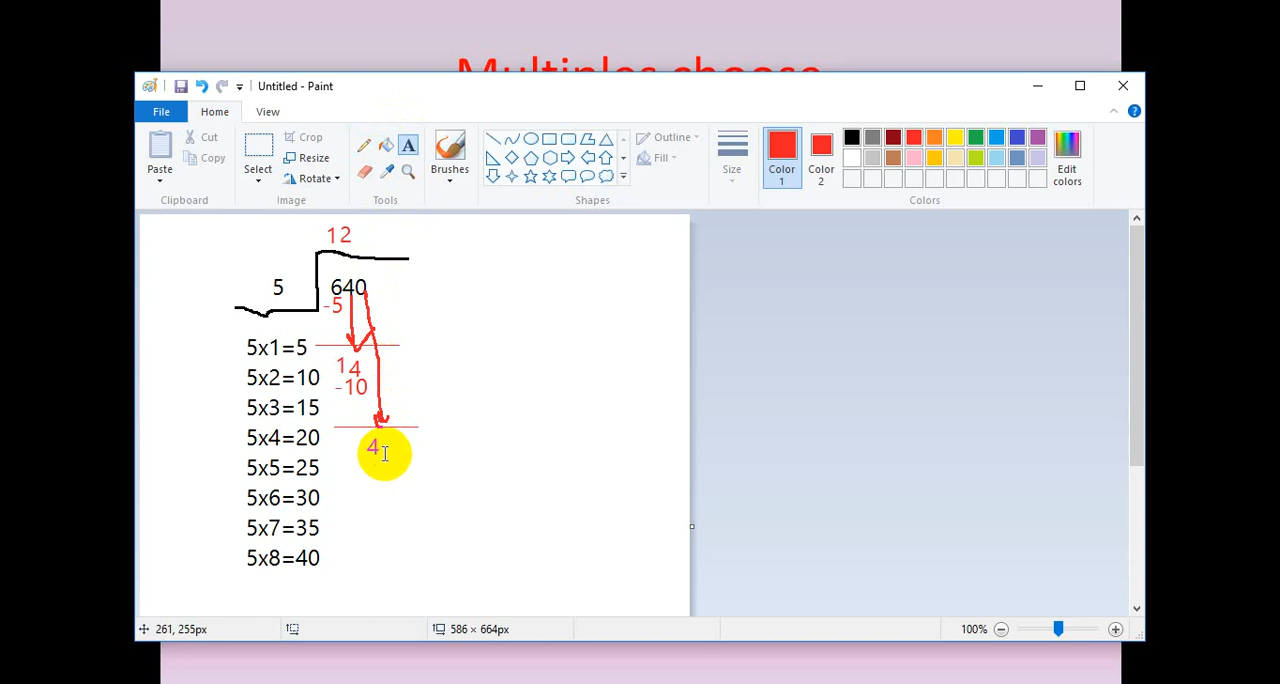 Multiples choose
Untitled - Paint
File Home View
Paste
Cut
Copy
Clipboard
Select
Crop
Resize
Rotate
Image
A
Tools
Brushes
Shapes
Outline
Fill
Size
Color 1
Color 2
Edit colors
Colors
12
5 640
-5
5x1=5
14
5x2=10
-10
5x3=15
5x4=20
4
5x5=25
5x6=30
5x7=35
5x8=40
261, 255px
586 × 664px
100%